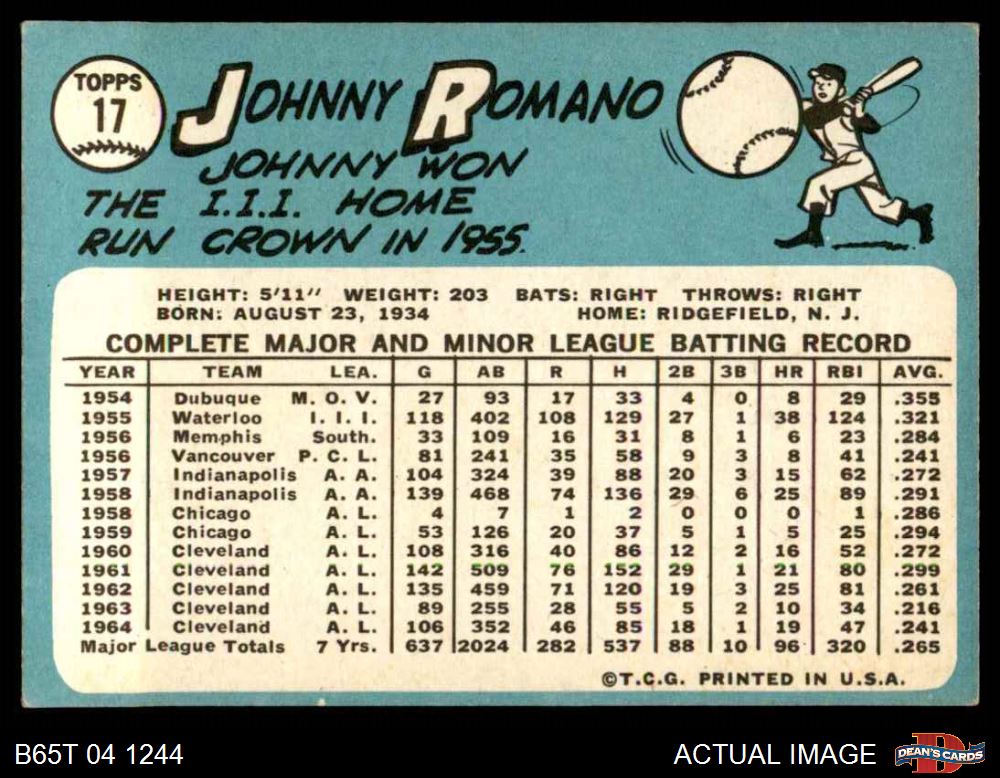 TOPPS
17
JOHNNY ROMANO
JOHNNY WON
THE I.I.I. HOME
RUN CROWN IN 1955.
HEIGHT: 5'11" WEIGHT: 203 BATS: RIGHT THROWS: RIGHT
BORN: AUGUST 23, 1934 HOME: RIDGEFIELD, N. J.
COMPLETE MAJOR AND MINOR LEAGUE BATTING RECORD
YEAR TEAM LEA. G AB R H 2B 3B HR RBI AVG.
1954 Dubuque M. O. V. 27 93 17 33 4 0 8 29 .355
1955 Waterloo I. I. I. 118 402 108 129 27 1 38 124 .321
1956 Memphis South. 33 109 16 31 8 1 6 23 .284
1956 Vancouver P. C. L. 81 241 35 58 9 3 8 41 .241
1957 Indianapolis A. A. 104 324 39 88 20 3 15 62 .272
1958 Indianapolis A. A. 139 468 74 136 29 6 25 89 .291
1958 Chicago A. L. 4 7 1 2 0 0 0 1 .286
1959 Chicago A. L. 53 126 20 37 5 1 5 25 .294
1960 Cleveland A. L. 108 316 40 86 12 2 16 52 .272
1961 Cleveland A. L. 142 509 76 152 29 1 21 80 .299
1962 Cleveland A. L. 135 459 71 120 19 3 25 81 .261
1963 Cleveland A. L. 89 255 28 55 5 2 10 34 .216
1964 Cleveland A. L. 106 352 46 85 18 1 19 47 .241
Major League Totals 7 Yrs. 637 2024 282 537 88 10 96 320 .265
©T.C.G. PRINTED IN U.S.A.
B65T 04 1244 ACTUAL IMAGE
D
DEAN'S CARDS